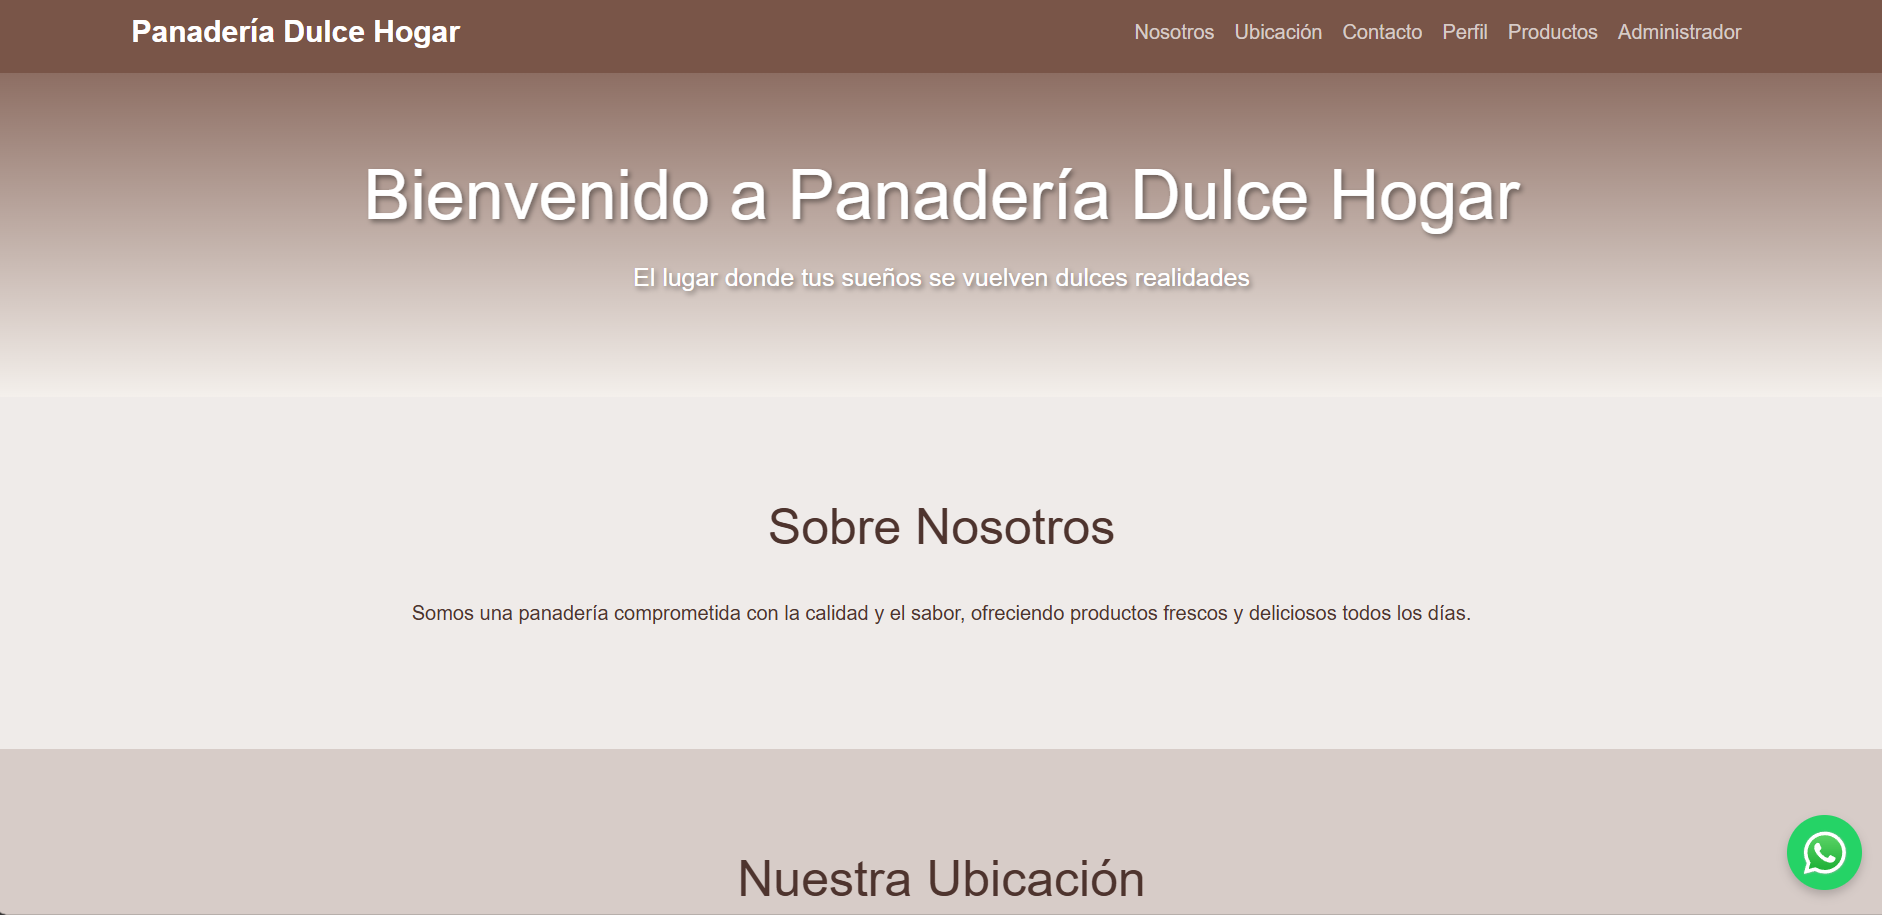 Panadería Dulce Hogar
Nosotros Ubicación Contacto Perfil Productos Administrador
Bienvenido a Panadería Dulce Hogar
El lugar donde tus sueños se vuelven dulces realidades
Sobre Nosotros
Somos una panadería comprometida con la calidad y el sabor, ofreciendo productos frescos y deliciosos todos los días.
Nuestra Ubicación